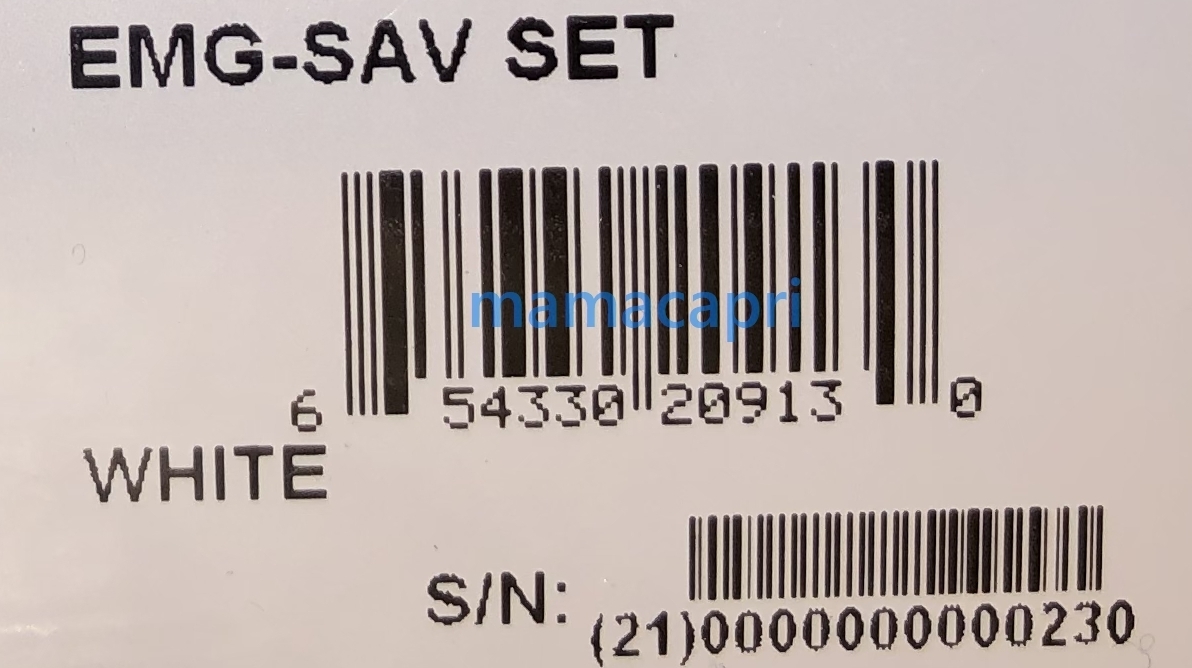 EMG-SAV SET
mamacapri
6 54330 20913 0
WHITE
S/N: (21)0000000000230